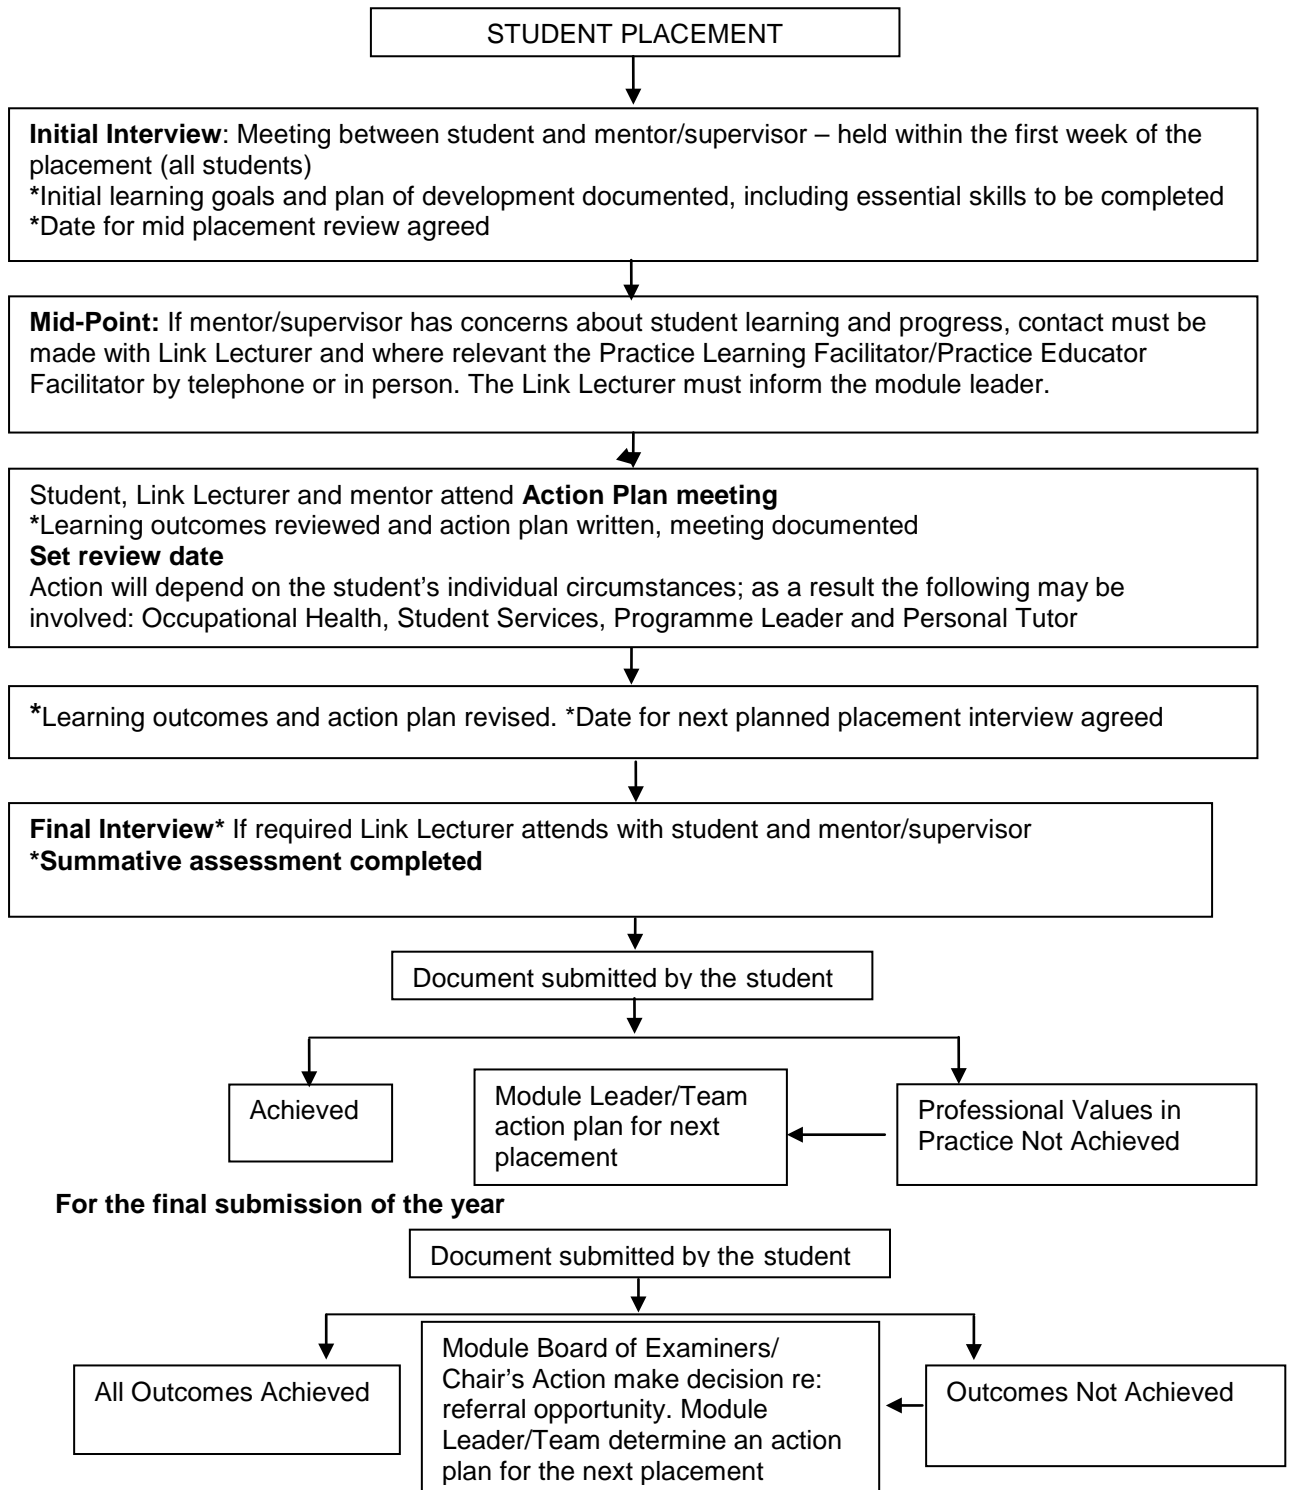 STUDENT PLACEMENT
Initial Interview: Meeting between student and mentor/supervisor – held within the first week of the
placement (all students)
*Initial learning goals and plan of development documented, including essential skills to be completed
*Date for mid placement review agreed
Mid-Point: If mentor/supervisor has concerns about student learning and progress, contact must be
made with Link Lecturer and where relevant the Practice Learning Facilitator/Practice Educator
Facilitator by telephone or in person. The Link Lecturer must inform the module leader.
Student, Link Lecturer and mentor attend Action Plan meeting
*Learning outcomes reviewed and action plan written, meeting documented
Set review date
Action will depend on the student’s individual circumstances; as a result the following may be
involved: Occupational Health, Student Services, Programme Leader and Personal Tutor
*Learning outcomes and action plan revised. *Date for next planned placement interview agreed
Final Interview* If required Link Lecturer attends with student and mentor/supervisor
*Summative assessment completed
Document submitted by the student
Achieved
Module Leader/Team
action plan for next
placement
Professional Values in
Practice Not Achieved
For the final submission of the year
Document submitted by the student
All Outcomes Achieved
Module Board of Examiners/
Chair’s Action make decision re:
referral opportunity. Module
Leader/Team determine an action
plan for the next placement
Outcomes Not Achieved